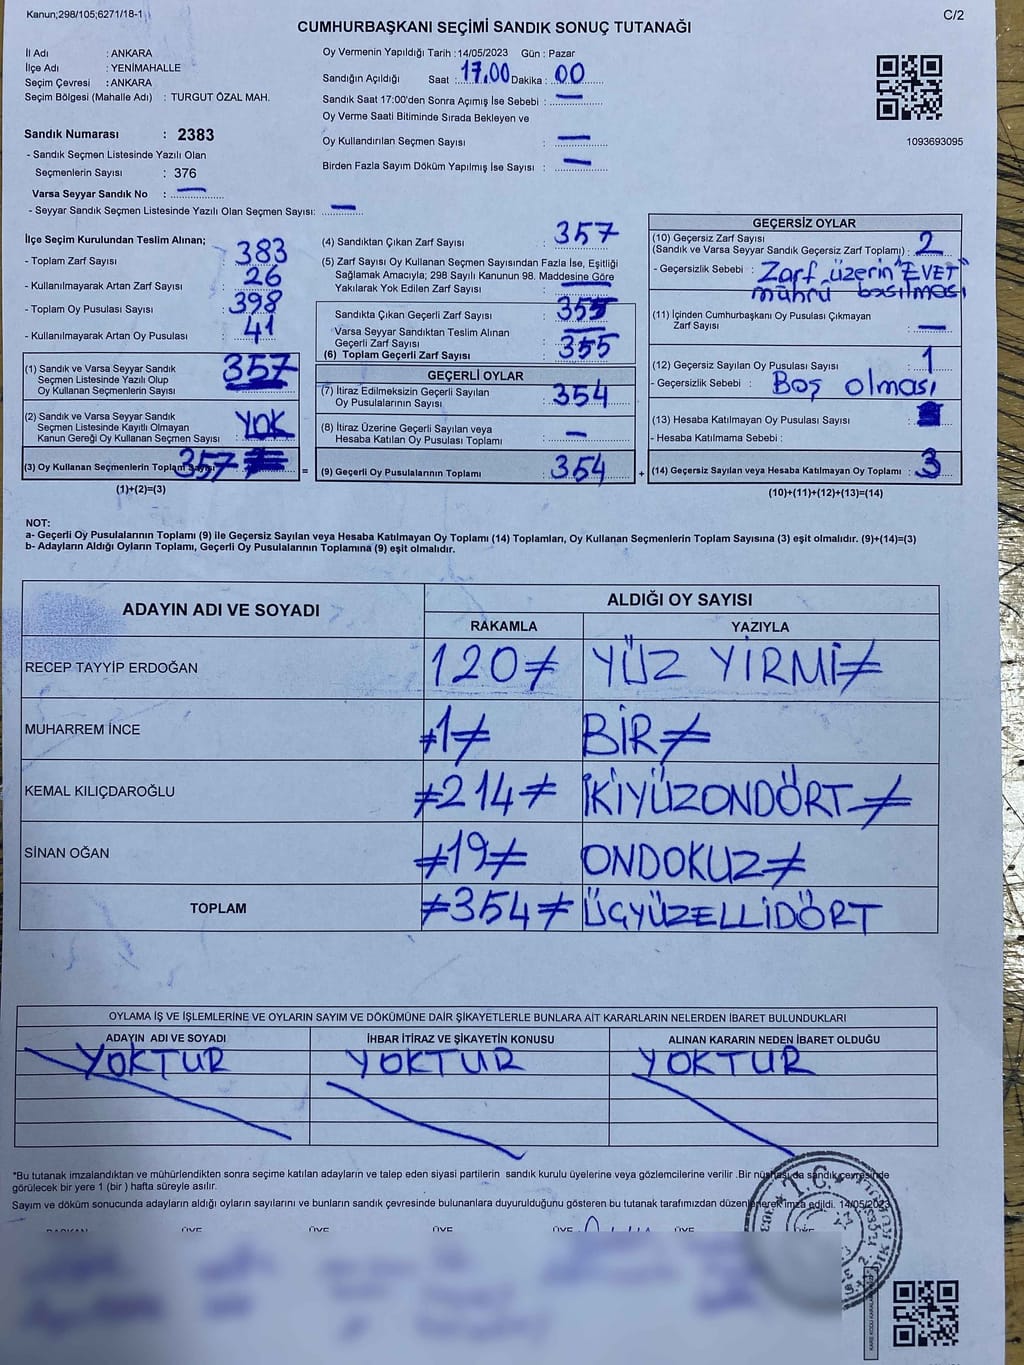 Kanun;298/105;6271/18-1
C/2
CUMHURBAŞKANI SEÇİMİ SANDIK SONUÇ TUTANAĞI
İl Adı : ANKARA
İlçe Adı : YENİMAHALLE
Seçim Çevresi : ANKARA
Seçim Bölgesi (Mahalle Adı) : TURGUT ÖZAL MAH.
Oy Vermenin Yapıldığı Tarih :14/05/2023 Gün : Pazar
Sandığın Açıldığı Saat : 17.00 Dakika : 00
Sandık Saat 17:00'den Sonra Açımış İse Sebebi : —
Oy Verme Saati Bitiminde Sırada Bekleyen ve
Oy Kullandırılan Seçmen Sayısı : —
Birden Fazla Sayım Döküm Yapılmış İse Sayısı : —
1093693095
Sandık Numarası : 2383
- Sandık Seçmen Listesinde Yazılı Olan
Seçmenlerin Sayısı : 376
Varsa Seyyar Sandık No : —
- Seyyar Sandık Seçmen Listesinde Yazılı Olan Seçmen Sayısı: —
İlçe Seçim Kurulundan Teslim Alınan;
- Toplam Zarf Sayısı : 383
- Kullanılmayarak Artan Zarf Sayısı : 26
- Toplam Oy Pusulası Sayısı : 398
- Kullanılmayarak Artan Oy Pusulası : 41
(1) Sandık ve Varsa Seyyar Sandık
Seçmen Listesinde Yazılı Olup
Oy Kullanan Seçmenlerin Sayısı : 357
(2) Sandık ve Varsa Seyyar Sandık
Seçmen Listesinde Kayıtlı Olmayan
Kanun Gereği Oy Kullanan Seçmen Sayısı : YOK
(3) Oy Kullanan Seçmenlerin Toplam Sayısı 357
(1)+(2)=(3)
(4) Sandıktan Çıkan Zarf Sayısı : 357
(5) Zarf Sayısı Oy Kullanan Seçmen Sayısından Fazla İse, Eşitliği
Sağlamak Amacıyla; 298 Sayılı Kanunun 98. Maddesine Göre
Yakılarak Yok Edilen Zarf Sayısı : —
Sandıkta Çıkan Geçerli Zarf Sayısı : 355
Varsa Seyyar Sandıktan Teslim Alınan
Geçerli Zarf Sayısı : —
(6) Toplam Geçerli Zarf Sayısı : 355
GEÇERLİ OYLAR
(7) İtiraz Edilmeksizin Geçerli Sayılan
Oy Pusulalarının Sayısı : 354
(8) İtiraz Üzerine Geçerli Sayılan veya
Hesaba Katılan Oy Pusulası Toplamı : —
= (9) Geçerli Oy Pusulalarının Toplamı : 354
GEÇERSİZ OYLAR
(10) Geçersiz Zarf Sayısı
(Sandık ve Varsa Seyyar Sandık Geçersiz Zarf Toplamı) : 2
- Geçersizlik Sebebi : Zarf üzerin "EVET"
mührü basılması
(11) İçinden Cumhurbaşkanı Oy Pusulası Çıkmayan
Zarf Sayısı : —
(12) Geçersiz Sayılan Oy Pusulası Sayısı : 1
- Geçersizlik Sebebi : Boş olması
(13) Hesaba Katılmayan Oy Pusulası Sayısı :
- Hesaba Katılmama Sebebi :
+ (14) Geçersiz Sayılan veya Hesaba Katılmayan Oy Toplamı : 3
(10)+(11)+(12)+(13)=(14)
NOT:
a- Geçerli Oy Pusulalarının Toplamı (9) ile Geçersiz Sayılan veya Hesaba Katılmayan Oy Toplamı (14) Toplamları, Oy Kullanan Seçmenlerin Toplam Sayısına (3) eşit olmalıdır. (9)+(14)=(3)
b- Adayların Aldığı Oyların Toplamı, Geçerli Oy Pusulalarının Toplamına (9) eşit olmalıdır.
ADAYIN ADI VE SOYADI
ALDIĞI OY SAYISI
RAKAMLA YAZIYLA
RECEP TAYYİP ERDOĞAN 120≠ YÜZ YİRMİ≠
MUHARREM İNCE ≠1≠ BİR≠
KEMAL KILIÇDAROĞLU ≠214≠ İKİYÜZONDÖRT≠
SİNAN OĞAN ≠19≠ ONDOKUZ≠
TOPLAM ≠354≠ ÜÇYÜZELLİDÖRT
OYLAMA İŞ VE İŞLEMLERİNE VE OYLARIN SAYIM VE DÖKÜMÜNE DAİR ŞİKAYETLERLE BUNLARA AİT KARARLARIN NELERDEN İBARET BULUNDUKLARI
ADAYIN ADI VE SOYADI İHBAR İTİRAZ VE ŞİKAYETİN KONUSU ALINAN KARARIN NEDEN İBARET OLDUĞU
YOKTUR YOKTUR YOKTUR
*Bu tutanak imzalandıktan ve mühürlendikten sonra seçime katılan adayların ve talep eden siyasi partilerin sandık kurulu üyelerine veya gözlemcilerine verilir .Bir nüshası da sandık çevresinde
görülecek bir yere 1 (bir ) hafta süreyle asılır.
Sayım ve döküm sonucunda adayların aldığı oyların sayılarını ve bunların sandık çevresinde bulunanlara duyurulduğunu gösteren bu tutanak tarafımızdan düzenlenerek imza edildi. 14/05/2023
BAŞKAN ÜYE ÜYE ÜYE ÜYE ÜYE
T.C.